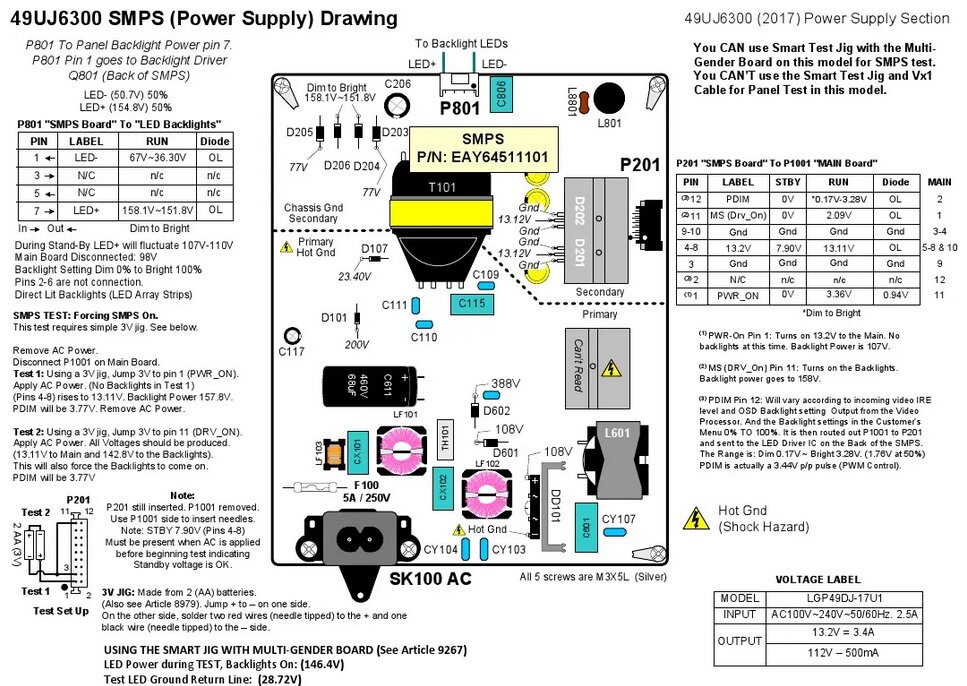 49UJ6300 SMPS (Power Supply) Drawing
49UJ6300 (2017) Power Supply Section
P801 To Panel Backlight Power pin 7.
P801 Pin 1 goes to Backlight Driver
Q801 (Back of SMPS)
LED- (50.7V) 50%
LED+ (154.8V) 50%
P801 "SMPS Board" To "LED Backlights"
PIN LABEL RUN Diode
1 LED- 67V~36.30V OL
3 N/C n/c n/c
5 N/C n/c n/c
7 LED+ 158.1V~151.8V OL
In Out Dim to Bright
During Stand-By LED+ will fluctuate 107V-110V
Main Board Disconnected: 98V
Backlight Setting Dim 0% to Bright 100%
Pins 2-6 are not connection.
Direct Lit Backlights (LED Array Strips)
SMPS TEST: Forcing SMPS On.
This test requires simple 3V jig. See below.
Remove AC Power.
Disconnect P1001 on Main Board.
Test 1: Using a 3V jig, Jump 3V to pin 1 (PWR_ON).
Apply AC Power. (No Backlights in Test 1)
(Pins 4-8) rises to 13.11V. Backlight Power 157.8V.
PDIM will be 3.77V. Remove AC Power.
Test 2: Using a 3V jig, Jump 3V to pin 11 (DRV_ON).
Apply AC Power. All Voltages should be produced.
(13.11V to Main and 142.8V to the Backlights).
This will also force the Backlights to come on.
PDIM will be 3.77V
P201
Test 2 11 12
2 AA (3V)
3
Test 1 1 2
Test Set Up
Note:
P201 still inserted. P1001 removed.
Use P1001 side to insert needles.
Note: STBY 7.90V (Pins 4-8)
Must be present when AC is applied
before beginning test indicating
Standby voltage is OK.
3V JIG: Made from 2 (AA) batteries.
(Also see Article 8979). Jump + to – on one side.
On the other side, solder two red wires (needle tipped) to the + and one
black wire (needle tipped) to the – side.
USING THE SMART JIG WITH MULTI-GENDER BOARD (See Article 9267)
LED Power during TEST, Backlights On: (146.4V)
Test LED Ground Return Line: (28.72V)
To Backlight LEDs
LED+ LED-
P801
C806
Dim to Bright
158.1V~151.8V
C206
L8801
L801
D205
D203
D206 D204
77V
77V
SMPS
P/N: EAY64511101
P201
T101
Chassis Gnd
Secondary
Primary
Hot Gnd
Gnd
13.12V
Gnd
Gnd
13.12V
Gnd
D202
D201
Secondary
Primary
D107
23.40V
C109
C111
C115
C110
D101
200V
C117
Can't Read
C611
460V
68uF
388V
D602
108V
D601
LF101
LF103
CX101
TH101
L601
F100
5A / 250V
CX102
LF102
108V
DD101
Hot Gnd
C601
CY107
CY104
CY103
SK100 AC
All 5 screws are M3X5L (Silver)
You CAN use Smart Test Jig with the Multi-
Gender Board on this model for SMPS test.
You CAN'T use the Smart Test Jig and Vx1
Cable for Panel Test in this model.
P201 "SMPS Board" To P1001 "MAIN Board"
PIN LABEL STBY RUN Diode MAIN
(3) 12 PDIM 0V *0.17V-3.28V OL 2
(2) 11 MS (Drv_On) 0V 2.09V OL 1
9-10 Gnd Gnd Gnd Gnd 3-4
4-8 13.2V 7.90V 13.11V OL 5-8 & 10
3 Gnd Gnd Gnd Gnd 9
(3) 2 N/C n/c n/c n/c 12
(1) 1 PWR_ON 0V 3.36V 0.94V 11
*Dim to Bright
(1) PWR-On Pin 1: Turns on 13.2V to the Main. No
backlights at this time. Backlight Power is 107V.
(2) MS (DRV_On) Pin 11: Turns on the Backlights.
Backlight power goes to 158V.
(3) PDIM Pin 12: Will vary according to incoming video IRE
level and OSD Backlight setting Output from the Video
Processor. And the Backlight settings in the Customer's
Menu O% TO 100%. It is then routed out P1001 to P201
and sent to the LED Driver IC on the Back of the SMPS.
The Range is: Dim 0.17V ~ Bright 3.28V. (1.76V at 50%)
PDIM is actually a 3.44V p/p pulse (PWM Control).
Hot Gnd
(Shock Hazard)
VOLTAGE LABEL
MODEL LGP49DJ-17U1
INPUT AC100V~240V~50/60Hz. 2.5A
OUTPUT 13.2V = 3.4A
112V – 500mA